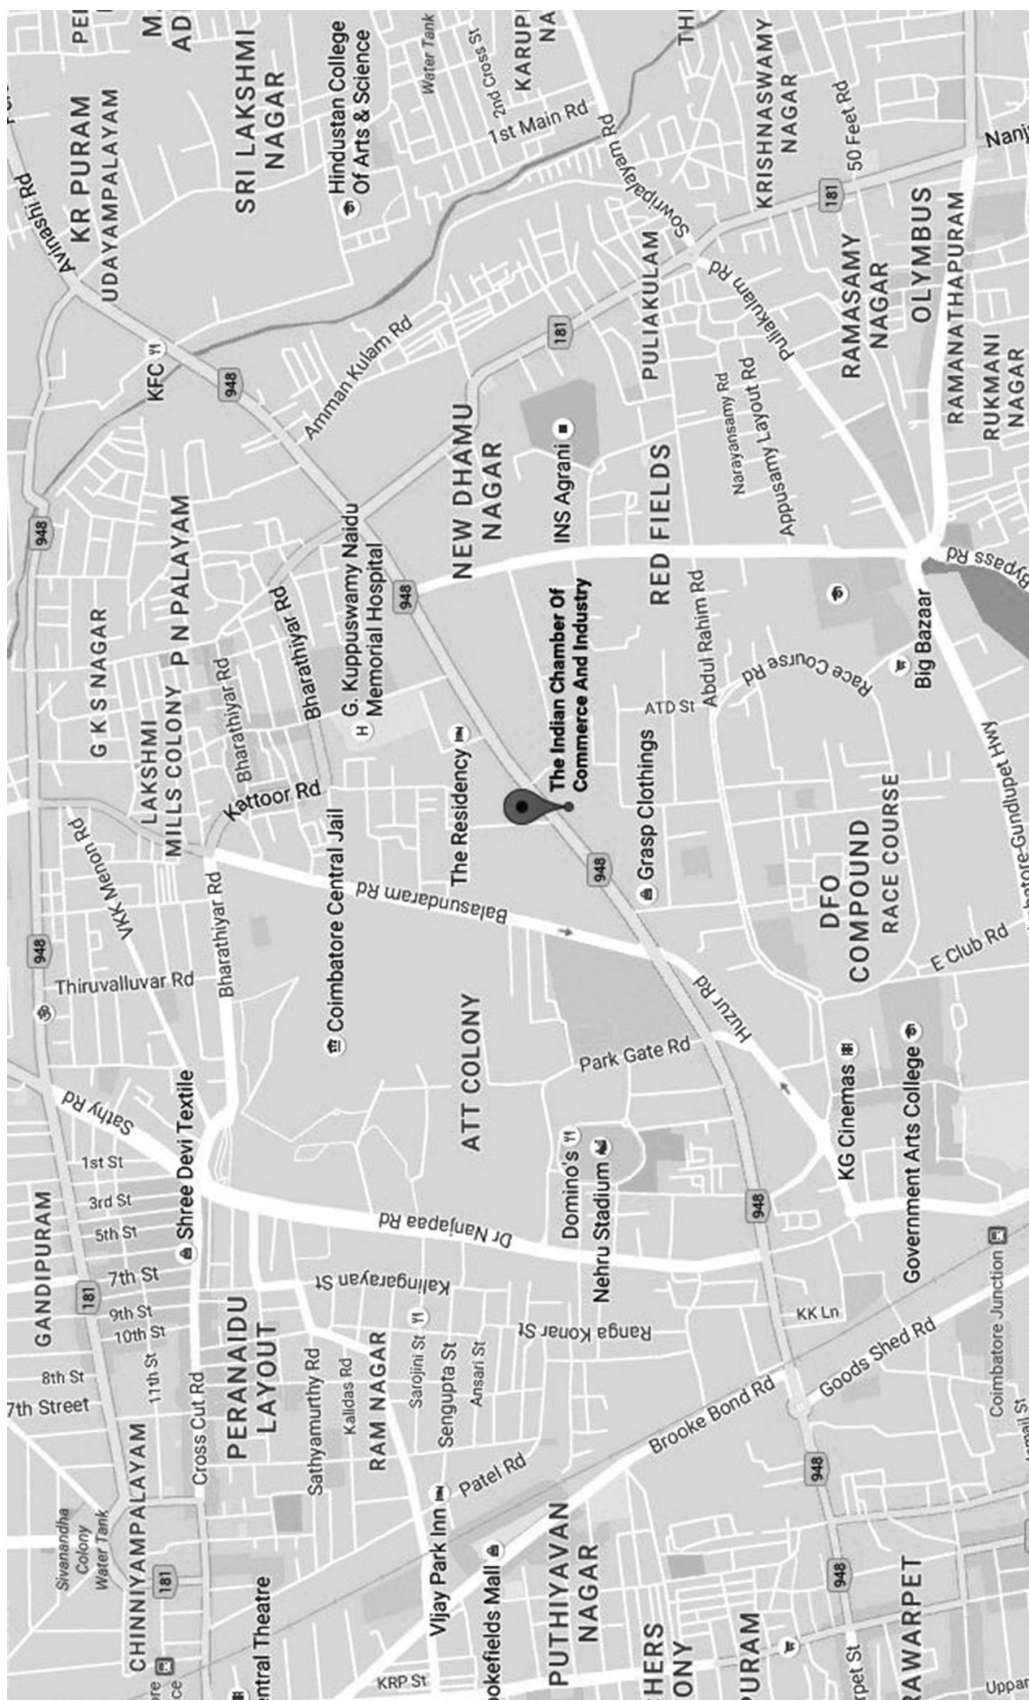 Avinashi Rd
KR PURAM
UDAYAMPALAYAM
SRI LAKSHMI
NAGAR
Hindustan College
Of Arts & Science
Water Tank
2nd Cross St
1st Main Rd
Sowripalayam Rd
KRISHNASWAMY
NAGAR
50 Feet Rd
181
KFC
948
Amman Kulam Rd
181
PULIAKULAM
Puliakulam Rd
RAMASAMY
NAGAR
OLYMBUS
RAMANATHAPURAM
RUKMANI
NAGAR
948
G K S NAGAR
P N PALAYAM
LAKSHMI
MILLS COLONY
Bharathiyar Rd
Bharathiyar Rd
G. Kuppuswamy Naidu
Memorial Hospital
948
NEW DHAMU
NAGAR
INS Agrani
RED FIELDS
Narayansamy Rd
Appusamy Layout Rd
Bypass Rd
Big Bazaar
Kattoor Rd
The Residency
The Indian Chamber Of
Commerce And Industry
ATD St
Abdul Rahim Rd
Race Course Rd
Grasp Clothings
948
948
VKK Menon Rd
Thiruvalluvar Rd
Bharathiyar Rd
Coimbatore Central Jail
Balasundaram Rd
DFO
COMPOUND
RACE COURSE
E Club Rd
Huzur Rd
Park Gate Rd
ATT COLONY
Sathy Rd
1st St
3rd St
5th St
7th St
9th St
10th St
11th St
8th St
7th Street
GANDIPURAM
181
Shree Devi Textile
Dr Nanjapaa Rd
Domino's
Nehru Stadium
948
KG Cinemas
Government Arts College
Coimbatore Junction
Kalingarayan St
PERANAIDU
LAYOUT
Sathyamurthy Rd
Kalidas Rd
RAM NAGAR
Sarojini St
Sengupta St
Ansari St
Ranga Konar St
KK Ln
Goods Shed Rd
Brooke Bond Rd
Patel Rd
Cross Cut Rd
CHINNIYAMPALAYAM
Sivanandha
Colony
Water Tank
181
Vijay Park Inn
PUTHIYAVAN
NAGAR
948
948
KRP St